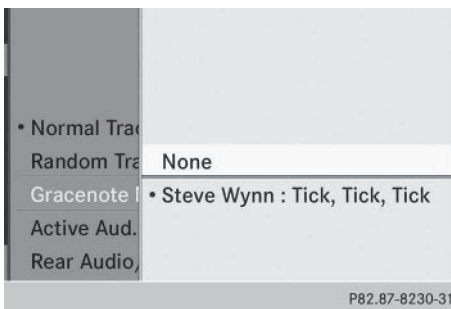 • Normal Trac
Random Tra
None
Gracenote
• Steve Wynn : Tick, Tick, Tick
Active Aud.
Rear Audio,
P82.87-8230-31